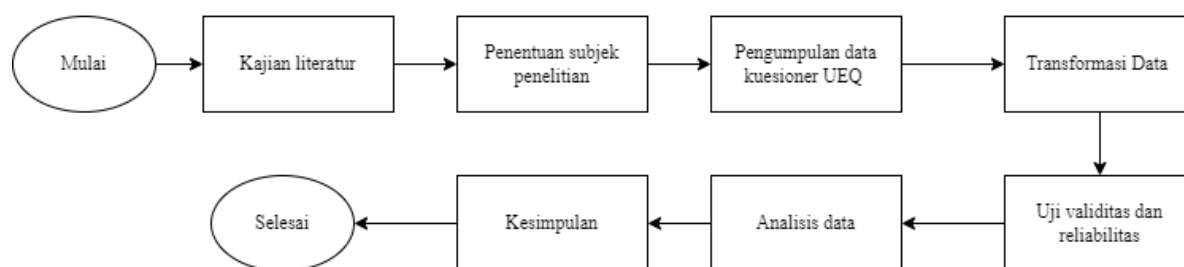 Mulai
Kajian literatur
Penentuan subjek
penelitian
Pengumpulan data
kuesioner UEQ
Transformasi Data
Uji validitas dan
reliabilitas
Analisis data
Kesimpulan
Selesai